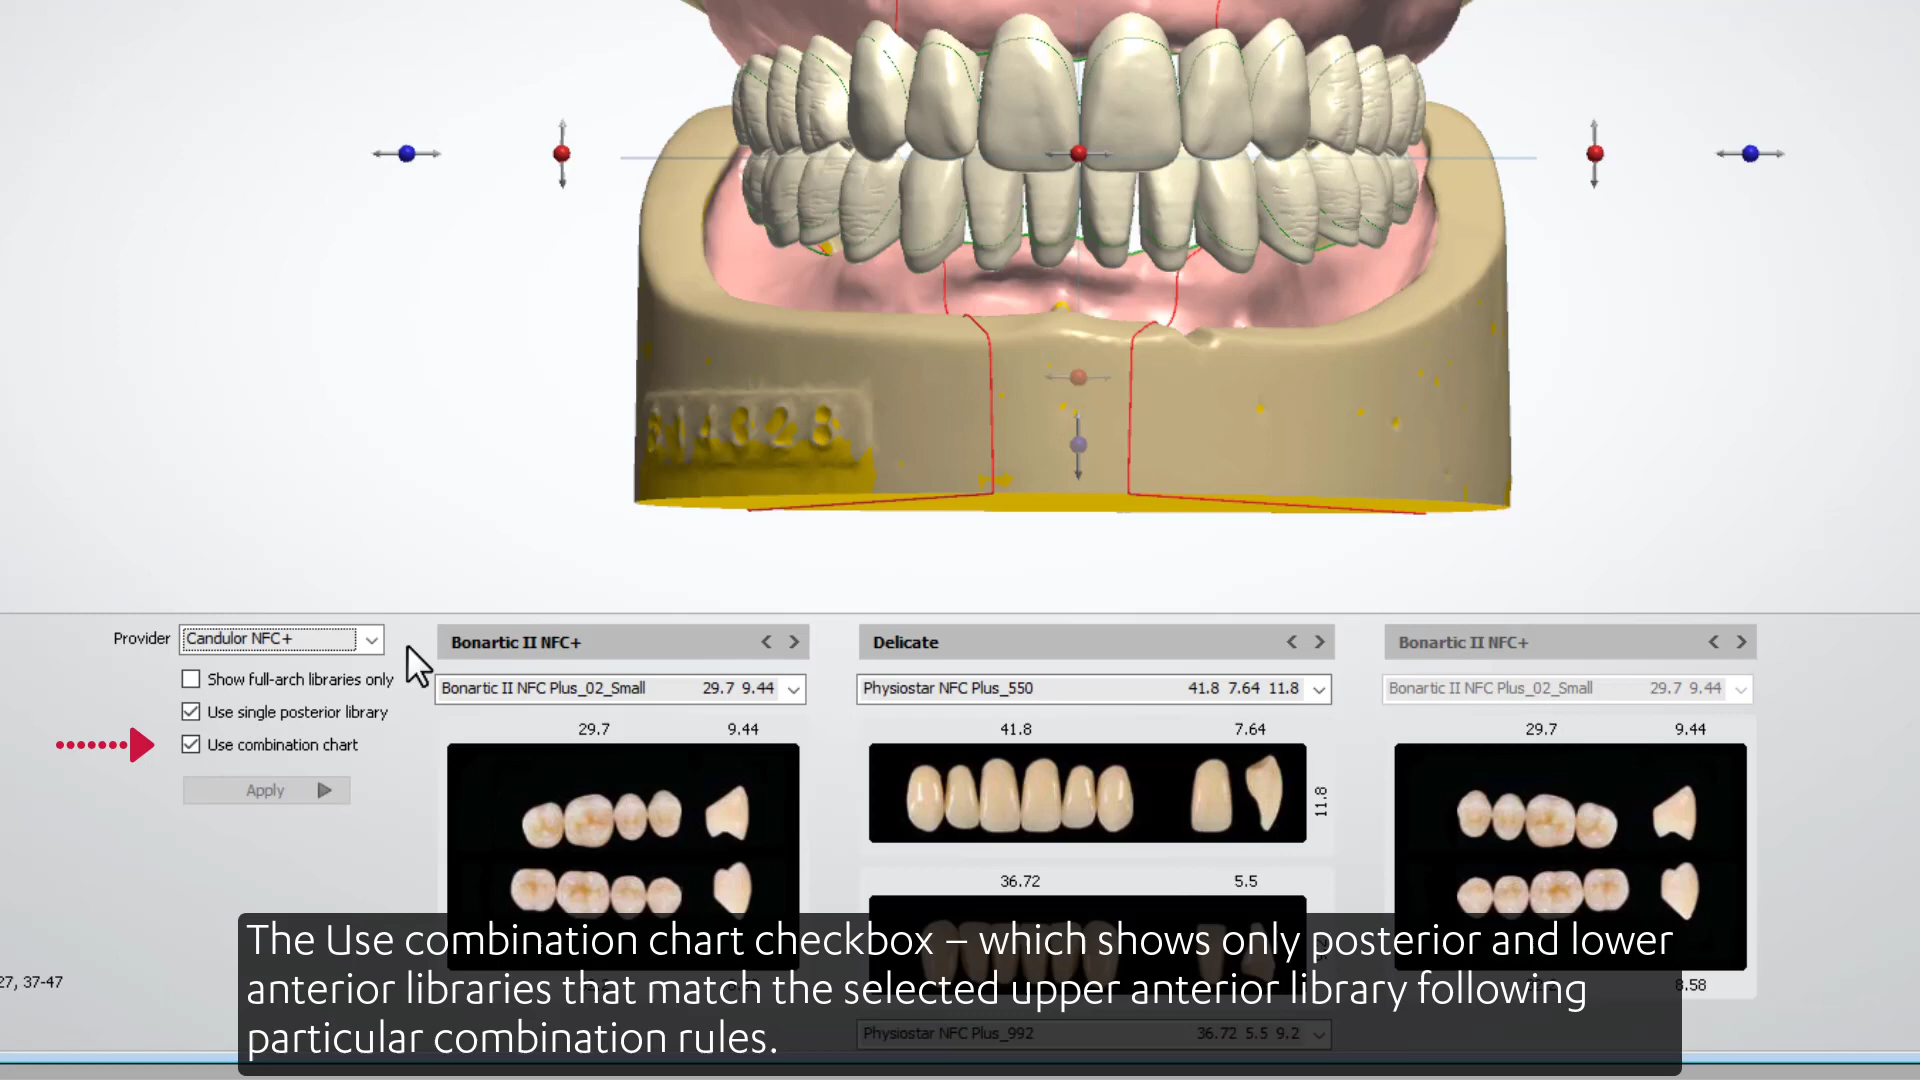 Provider
Candulor NFC+
Show full-arch libraries only
Use single posterior library
Use combination chart
Apply
27, 37-47
Bonartic II NFC+
Bonartic II NFC Plus_02_Small 29.7 9.44
29.7 9.44
Delicate
Physiostar NFC Plus_550 41.8 7.64 11.8
41.8 7.64
11.8
36.72 5.5
Physiostar NFC Plus_992 36.72 5.5 9.2
Bonartic II NFC+
Bonartic II NFC Plus_02_Small 29.7 9.44
29.7 9.44
8.58
The Use combination chart checkbox – which shows only posterior and lower
anterior libraries that match the selected upper anterior library following
particular combination rules.